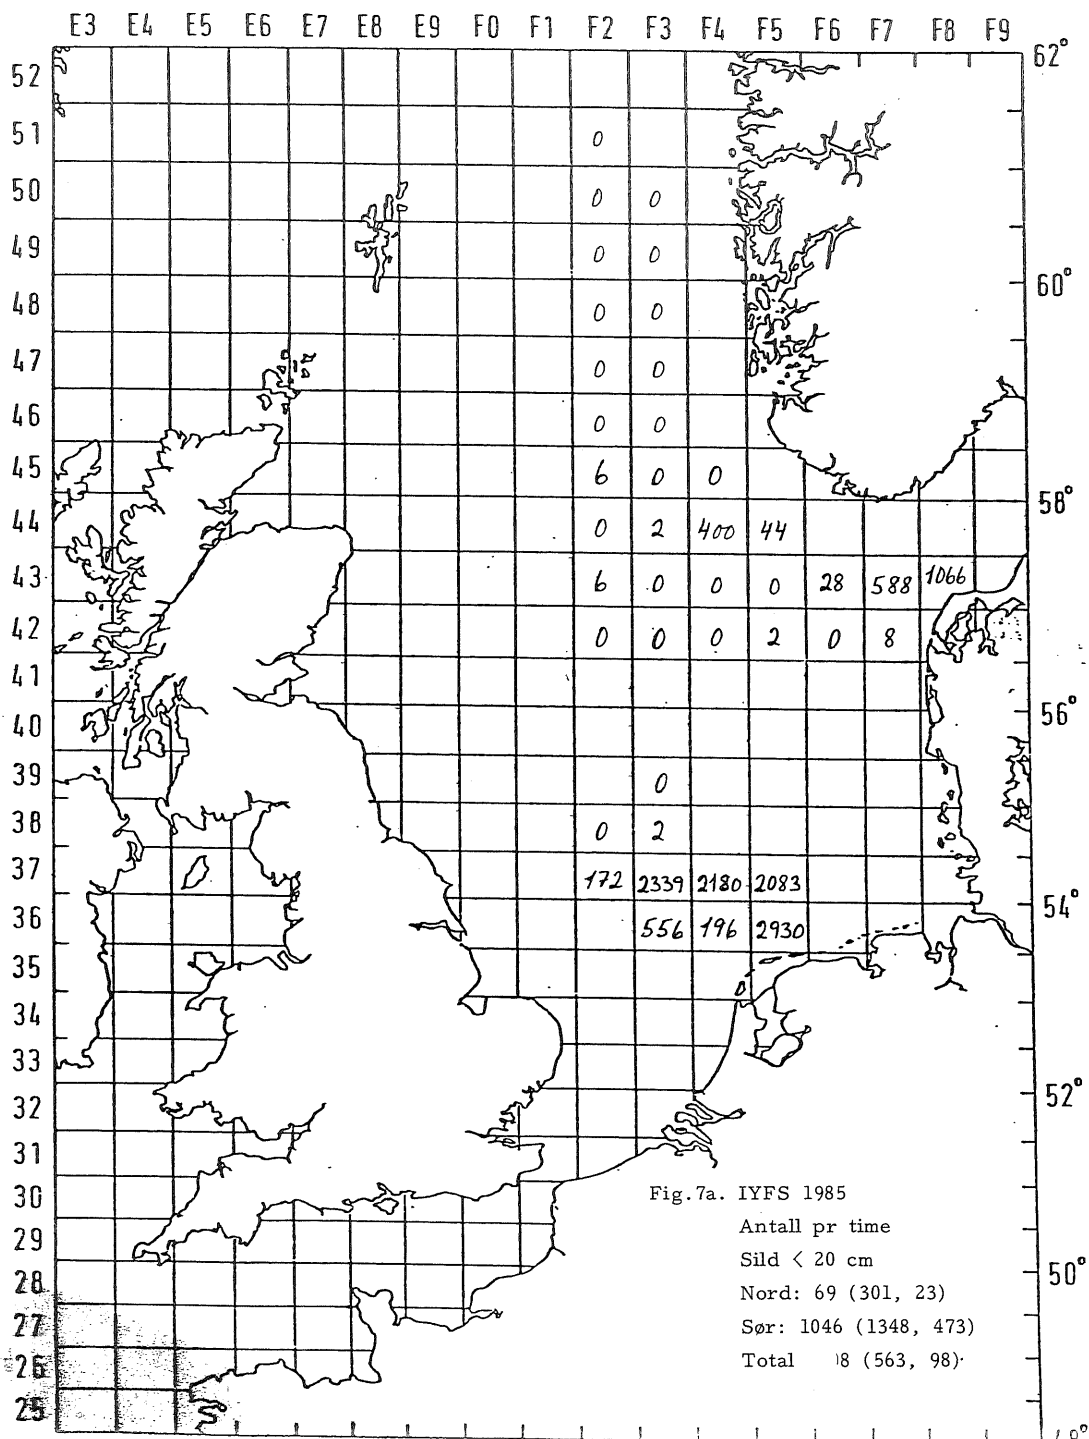 E3 E4 E5 E6 E7 E8 E9 F0 F1 F2 F3 F4 F5 F6 F7 F8 F9
62°
52
51 0
50 0 0
49 0 0
60°
48 0 0
47 0 0
46 0 0
45 6 0 0
58°
44 0 2 400 44
43 6 0 0 0 28 588 1066
42 0 0 0 2 0 8
41
56°
40
39 0
38 0 2
37 172 2339 2180 2083
54°
36 556 196 2930
35
34
33
52°
32
31
30
Fig.7a. IYFS 1985
Antall pr time
29
Sild < 20 cm
50°
28
Nord: 69 (301, 23)
27
Sør: 1046 (1348, 473)
26
Total 8 (563, 98)
25